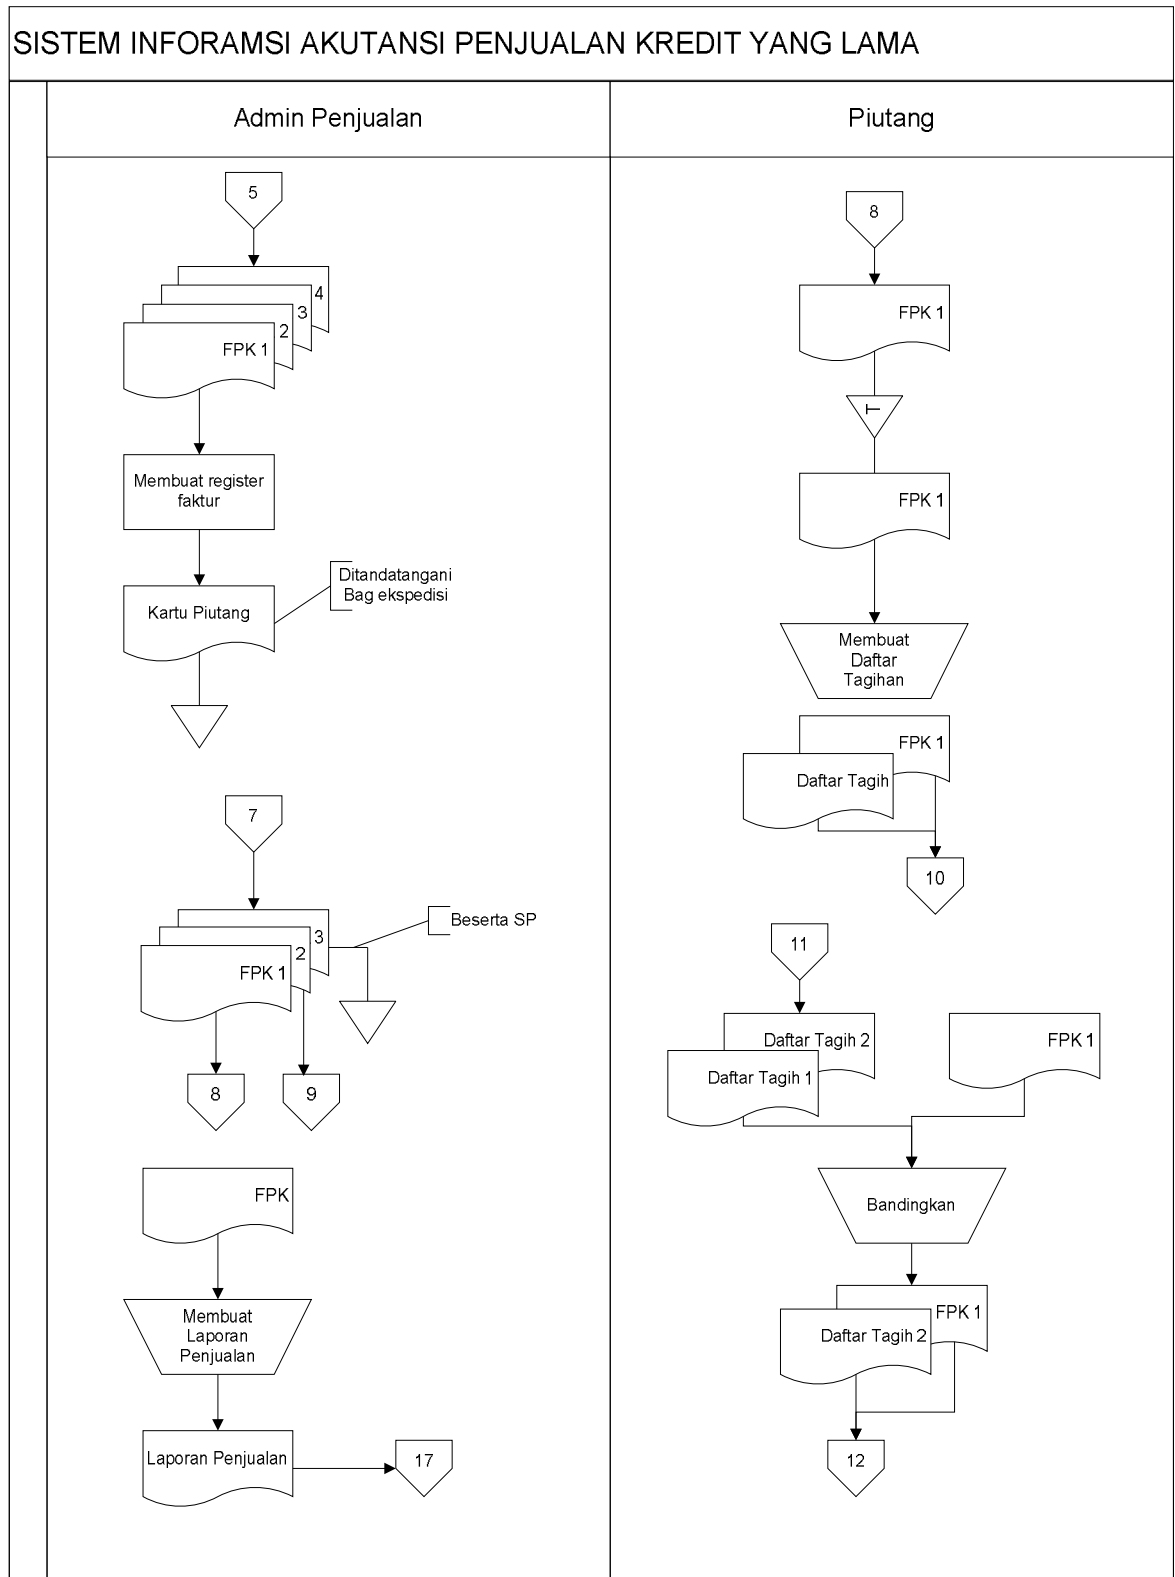 SISTEM INFORAMSI AKUTANSI PENJUALAN KREDIT YANG LAMA
Admin Penjualan
Piutang
5
4
3
2
FPK 1
Membuat register
faktur
Kartu Piutang
Ditandatangani
Bag ekspedisi
7
3
2
FPK 1
Beserta SP
8
9
FPK
Membuat
Laporan
Penjualan
Laporan Penjualan
17
8
FPK 1
T
FPK 1
Membuat
Daftar
Tagihan
FPK 1
Daftar Tagih
10
11
Daftar Tagih 2
Daftar Tagih 1
FPK 1
Bandingkan
FPK 1
Daftar Tagih 2
12